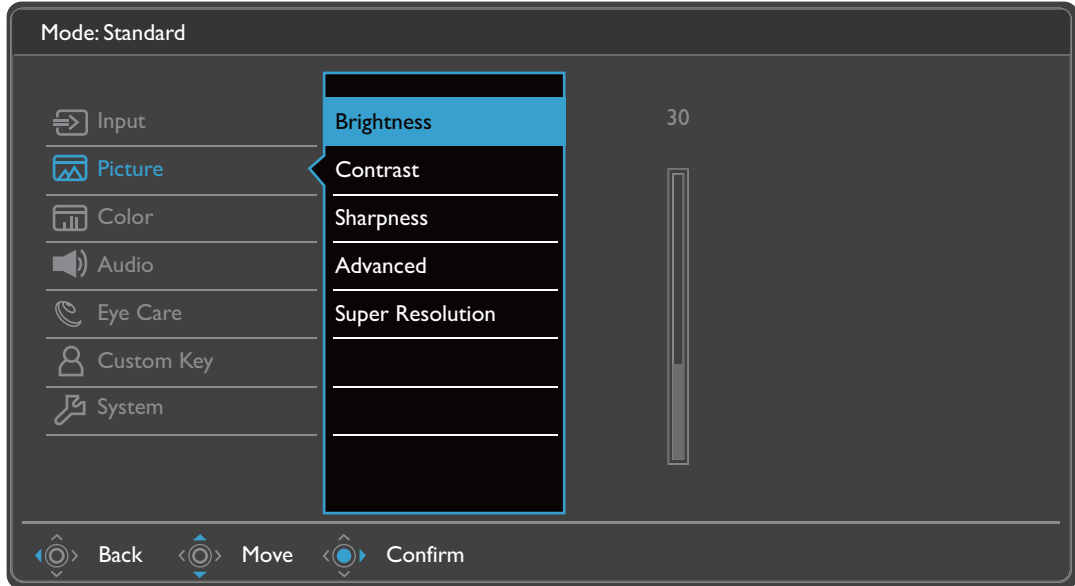 Mode: Standard
Input
Picture
Color
Audio
Eye Care
Custom Key
System
Brightness
Contrast
Sharpness
Advanced
Super Resolution
30
Back Move Confirm